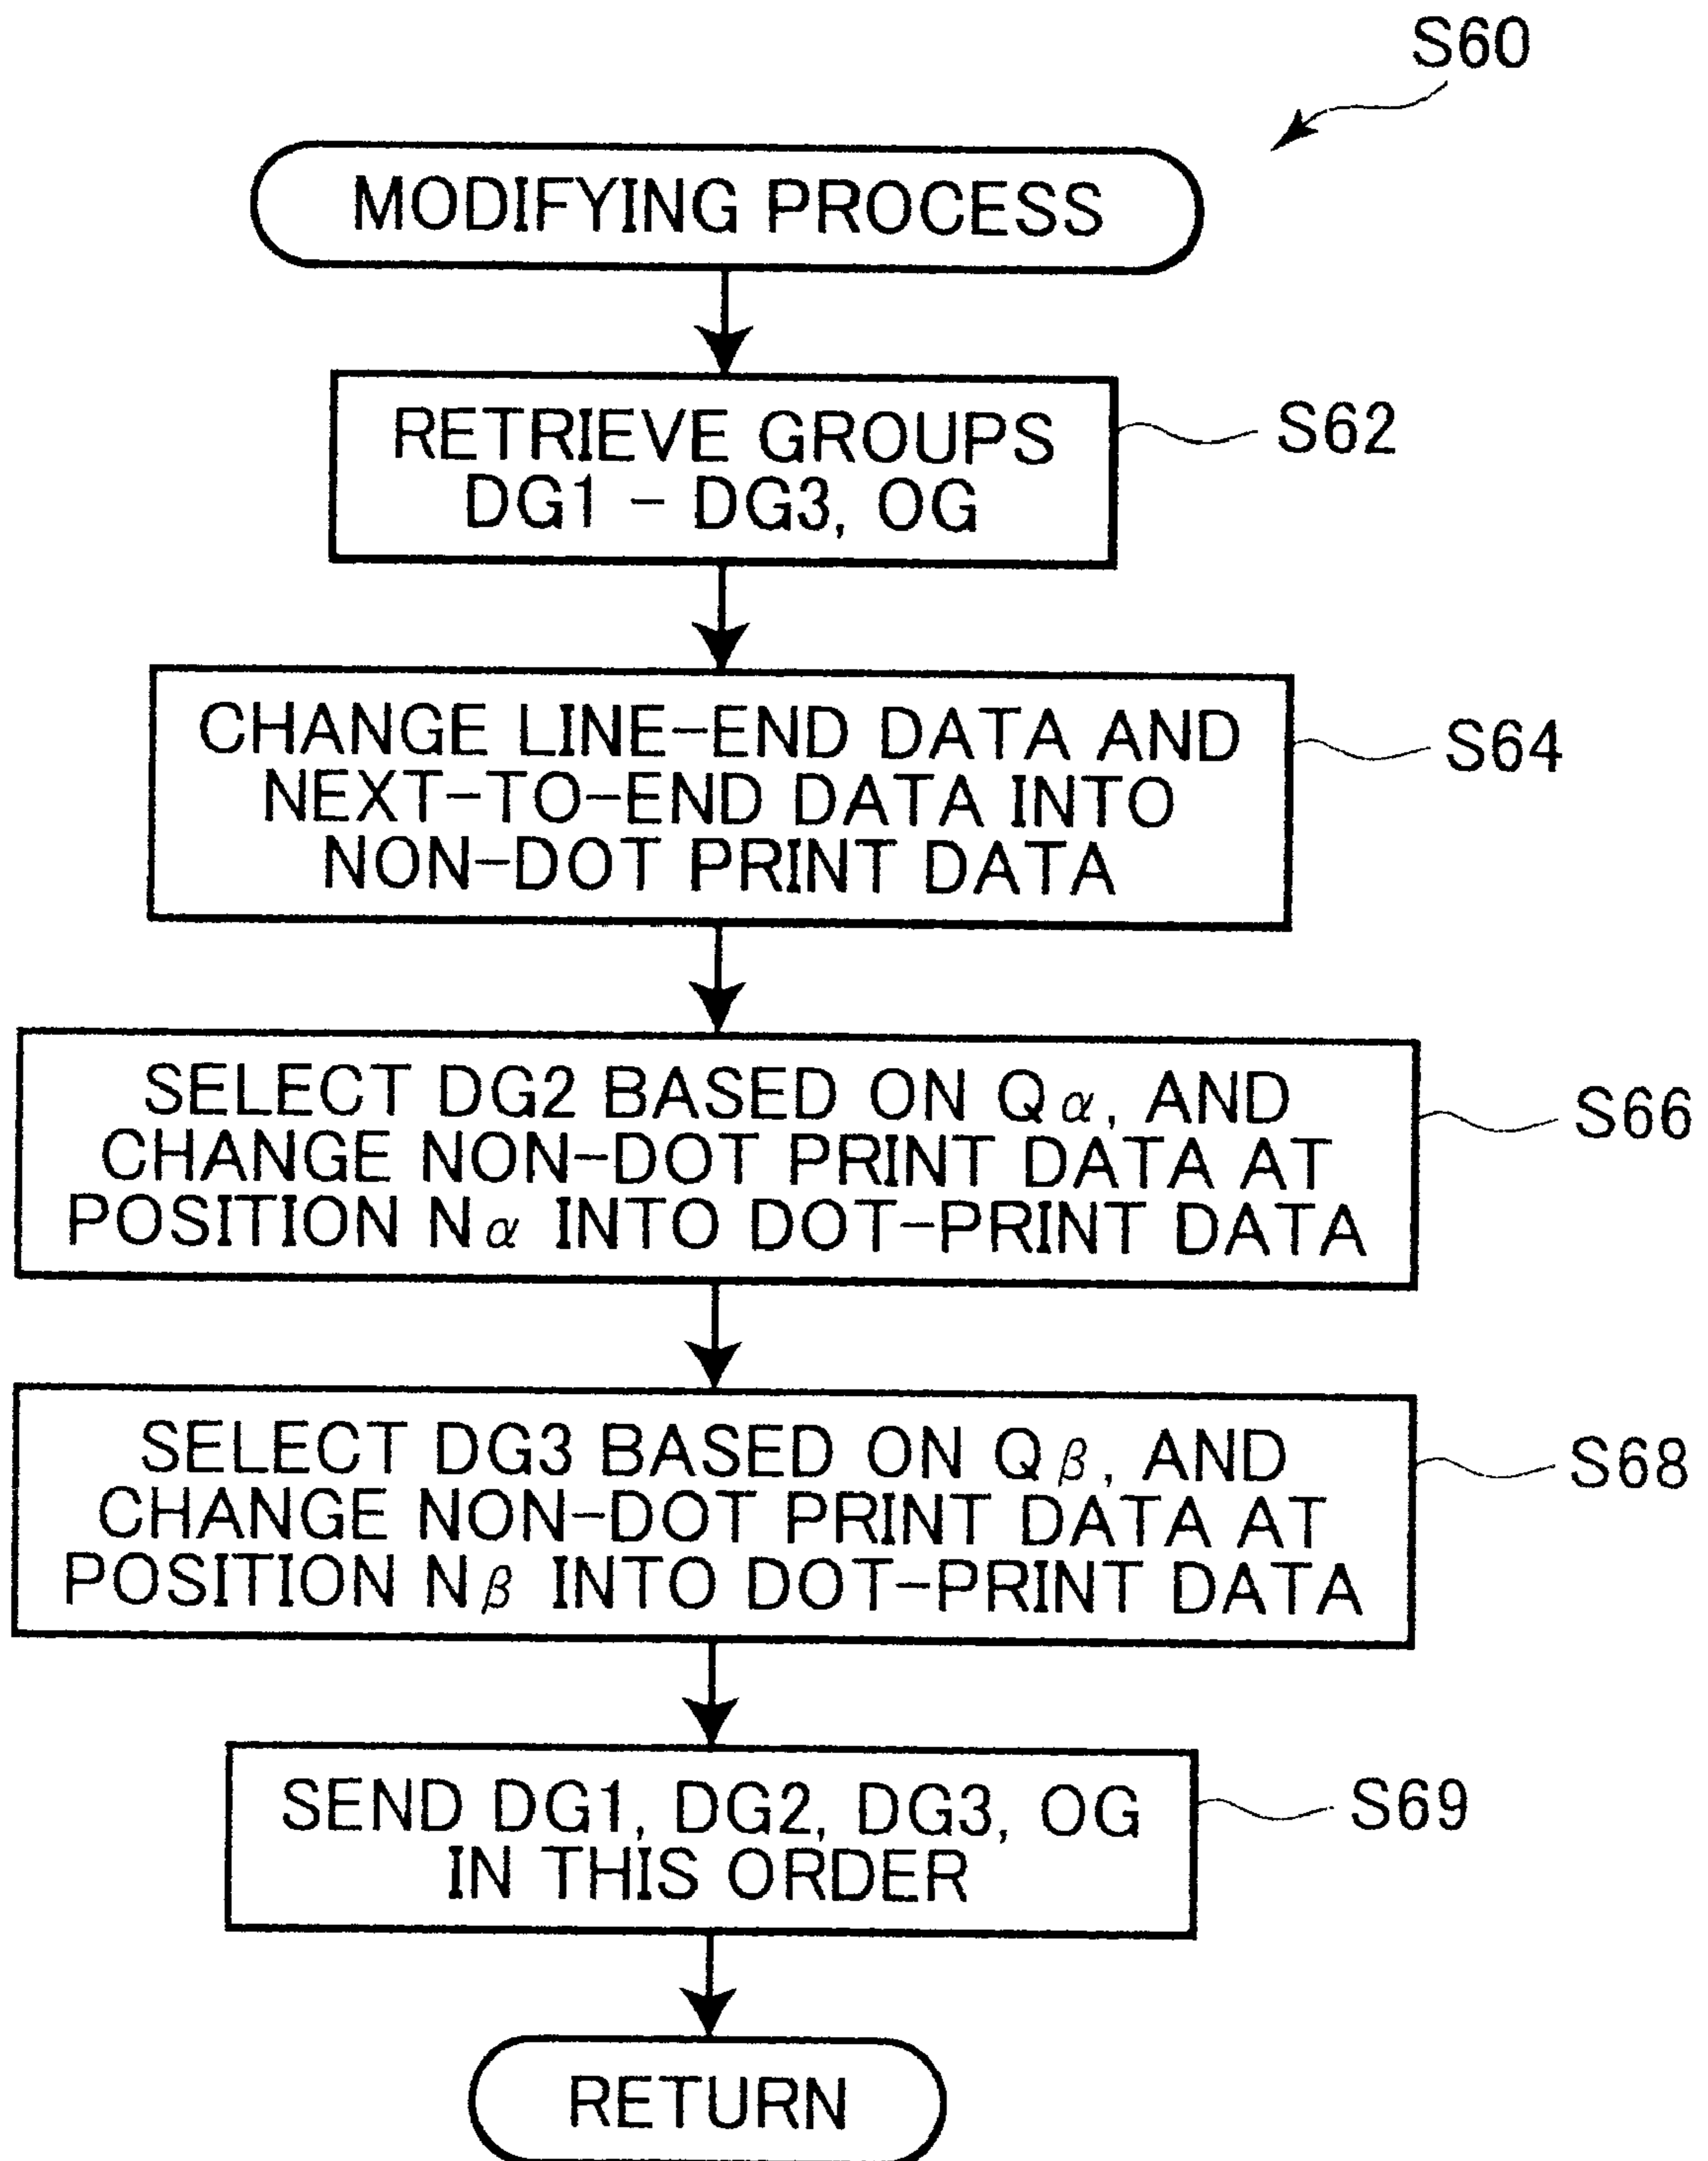 S60
MODIFYING PROCESS
RETRIEVE GROUPS
DG1 - DG3, OG
S62
CHANGE LINE-END DATA AND
NEXT-TO-END DATA INTO
NON-DOT PRINT DATA
S64
SELECT DG2 BASED ON Qα, AND
CHANGE NON-DOT PRINT DATA AT
POSITION Nα INTO DOT-PRINT DATA
S66
SELECT DG3 BASED ON Qβ, AND
CHANGE NON-DOT PRINT DATA AT
POSITION Nβ INTO DOT-PRINT DATA
S68
SEND DG1, DG2, DG3, OG
IN THIS ORDER
S69
RETURN